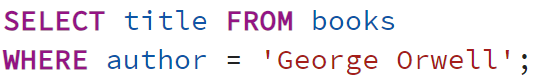 SELECT title FROM books
WHERE author = 'George Orwell';